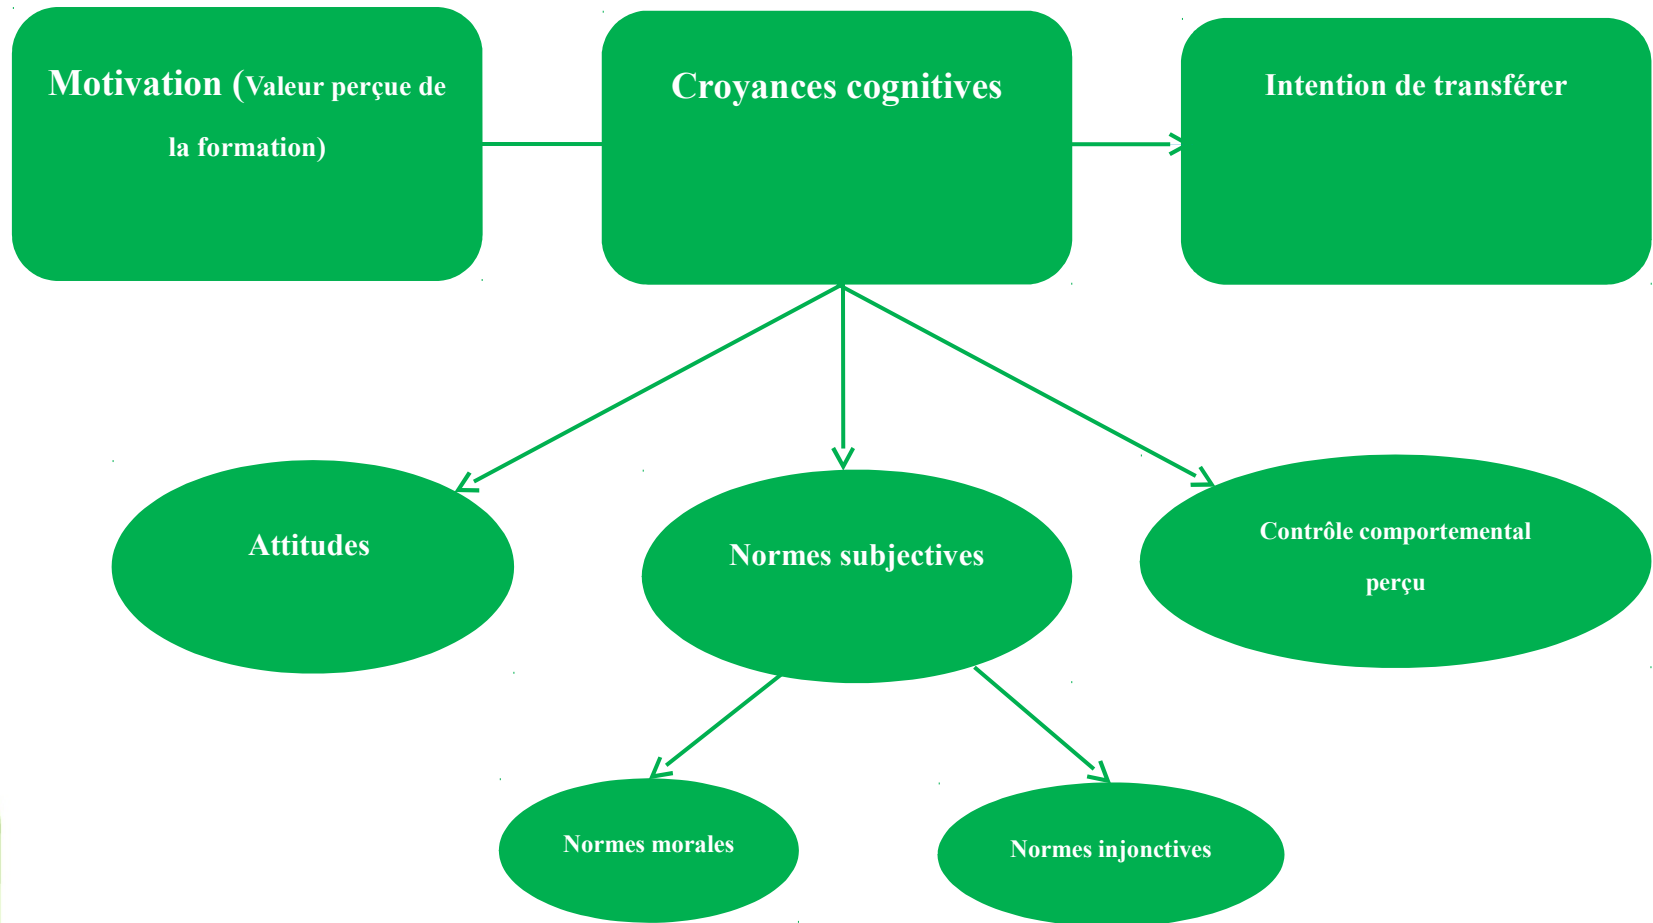 Motivation (Valeur perçue de
la formation)
Croyances cognitives
Intention de transférer
Attitudes
Normes subjectives
Contrôle comportemental
perçu
Normes morales
Normes injonctives